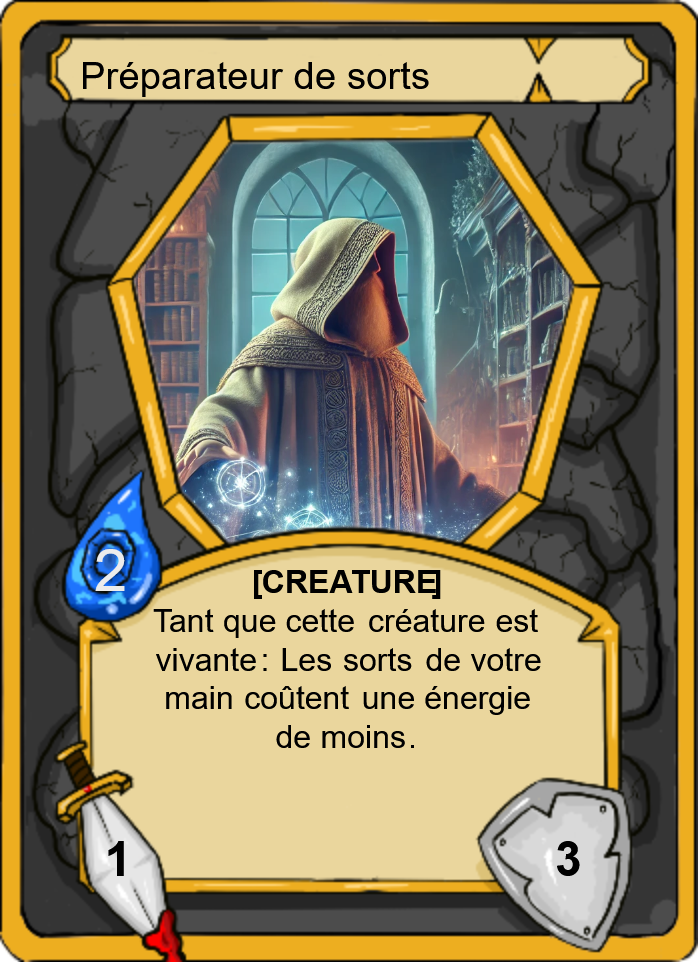 Préparateur de sorts
2
[CREATURE]
Tant que cette créature est
vivante: Les sorts de votre
main coûtent une énergie
de moins.
1
3